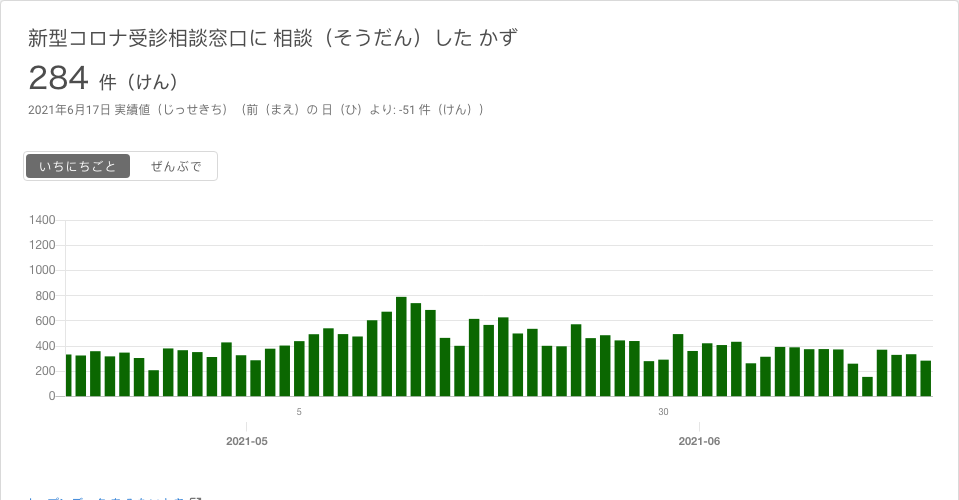 新型コロナ受診相談窓口に 相談（そうだん）した かず
284 件（けん）
2021年6月17日 実績値（じっせきち）（前（まえ）の 日（ひ）より: -51 件（けん））
いちにちごと ぜんぶで
1400
1200
1000
800
600
400
200
0
5 30
2021-05 2021-06